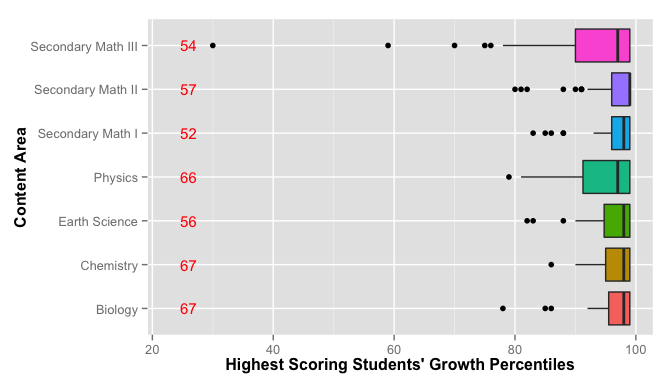 Content Area
Secondary Math III 54
Secondary Math II 57
Secondary Math I 52
Physics 66
Earth Science 56
Chemistry 67
Biology 67
20 40 60 80 100
Highest Scoring Students' Growth Percentiles